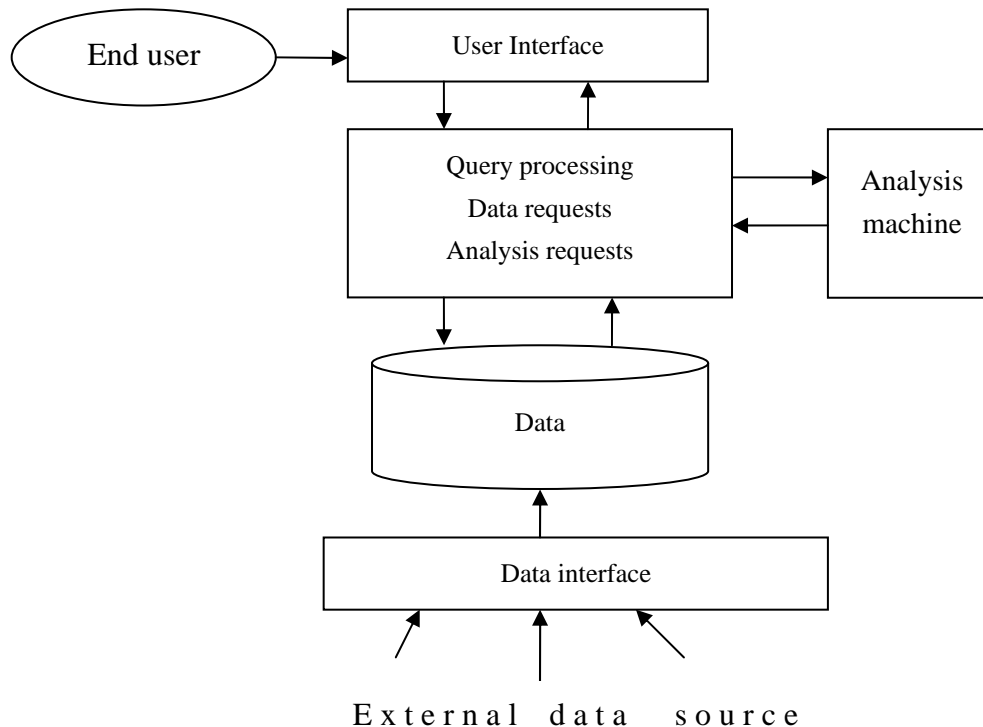 End user
User Interface
Query processing
Data requests
Analysis requests
Analysis
machine
Data
Data interface
External data source